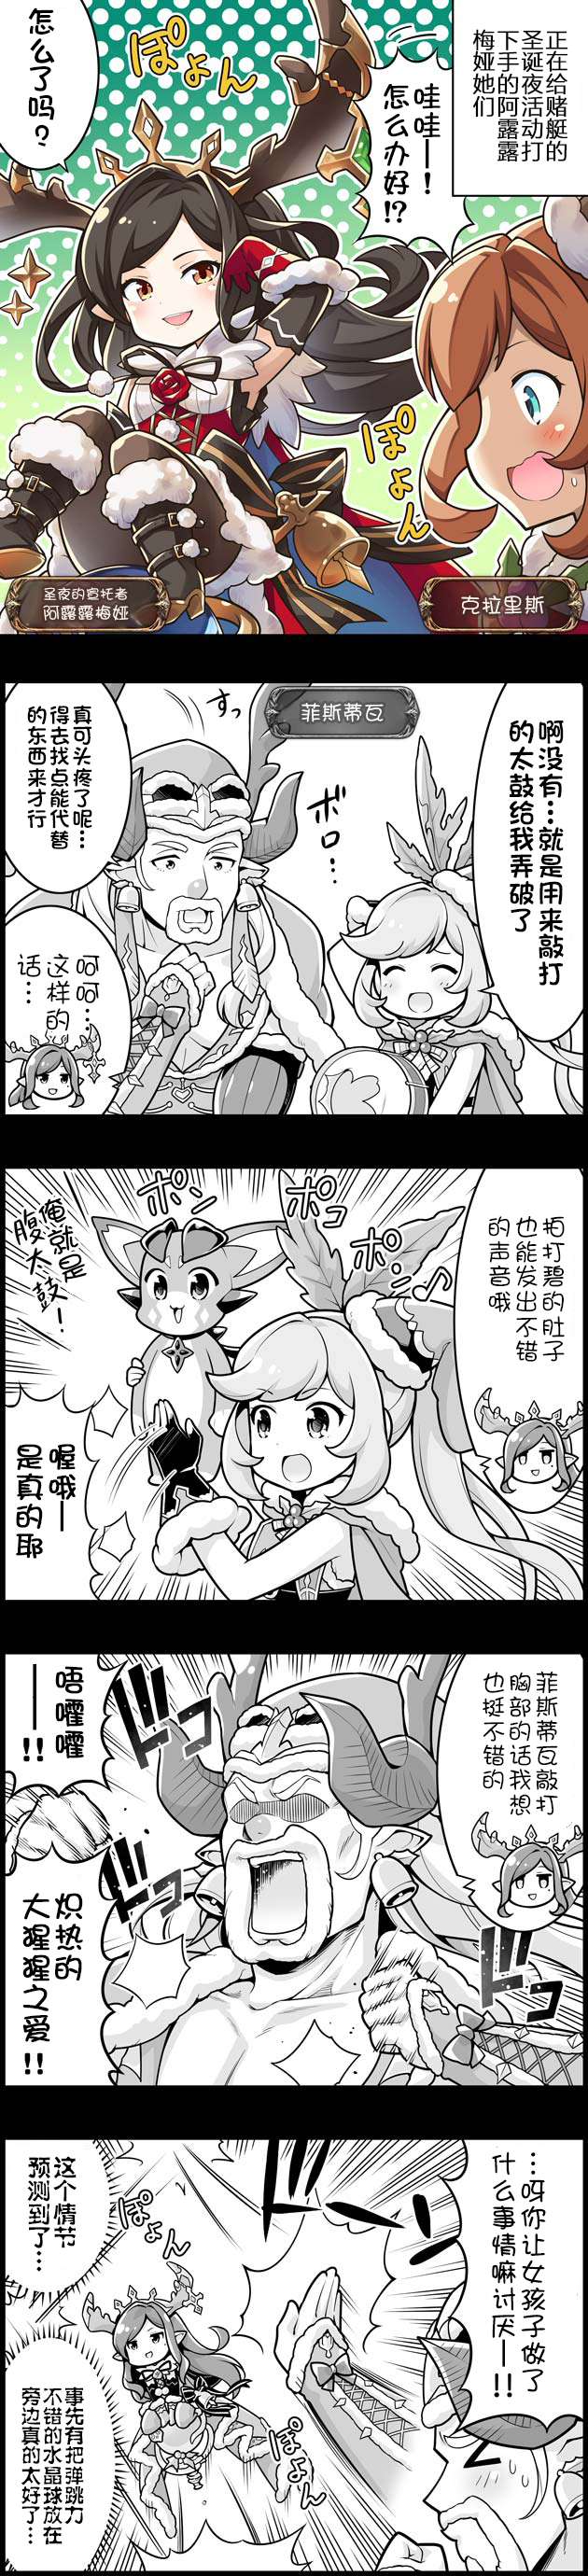 正在给赌艇的
圣诞夜活动打
下手的阿露露
梅娅她们
哇哇—！
怎么办好!?
ぽよん
怎么了吗？
ぽよん
圣夜的宣托者
阿露露梅娅
克拉里斯
啊没有…就是用来敲打
的太鼓给我弄破了
菲斯蒂瓦
ボロ…
すっ
真可头疼了呢…
得去找点能代替
的东西来才行
呵呵…
这样的
话…
拍打碧的肚子
也能发出不错
的声音哦
ポン♪
ポコ
ポン
俺就是
腹太鼓！
喔哦—
是真的耶
菲斯蒂瓦敲打
胸部的话我想
也挺不错的
ドコ
ドコ
ドコ
唔嚯嚯
——!!
炽热的
大猩猩之爱!!
…呀你让女孩子做了
什么事情嘛讨厌—!!
ぽよん
这个情节
预测到了…
ぽよん
事先有把弹跳力
不错的水晶球放在
旁边真的太好了…